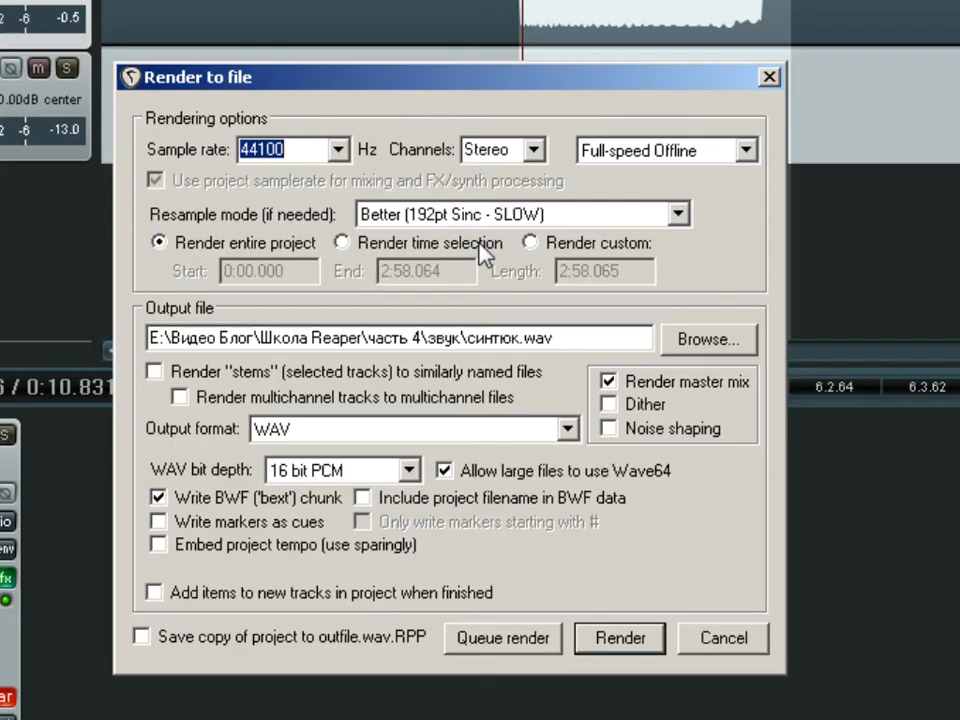 -6 -0.5
m S
0.00dB center
-6 -13.0
Render to file
Rendering options
Sample rate: 44100 Hz Channels: Stereo Full-speed Offline
Use project samplerate for mixing and FX/synth processing
Resample mode (if needed): Better (192pt Sinc - SLOW)
Render entire project Render time selection Render custom:
Start: 0:00.000 End: 2:58.064 Length: 2:58.065
Output file
E:\Видео Блог\Школа Reaper\часть 4\звук\синтюк.wav Browse...
Render "stems" (selected tracks) to similarly named files
Render master mix
/ 0:10.831
6.2.64 6.3.62
Render multichannel tracks to multichannel files
Dither
Output format: WAV
Noise shaping
S
WAV bit depth: 16 bit PCM Allow large files to use Wave64
Write BWF ('bext') chunk Include project filename in BWF data
io
Write markers as cues Only write markers starting with #
env
Embed project tempo (use sparingly)
fx
Add items to new tracks in project when finished
Save copy of project to outfile.wav.RPP Queue render Render Cancel
ar